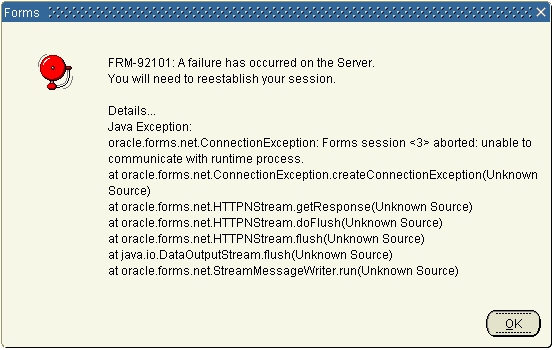 Forms
FRM-92101: A failure has occurred on the Server.
You will need to reestablish your session.
Details...
Java Exception:
oracle.forms.net.ConnectionException: Forms session <3> aborted: unable to
communicate with runtime process.
at oracle.forms.net.ConnectionException.createConnectionException(Unknown
Source)
at oracle.forms.net.HTTPNStream.getResponse(Unknown Source)
at oracle.forms.net.HTTPNStream.doFlush(Unknown Source)
at oracle.forms.net.HTTPNStream.flush(Unknown Source)
at java.io.DataOutputStream.flush(Unknown Source)
at oracle.forms.net.StreamMessageWriter.run(Unknown Source)
OK